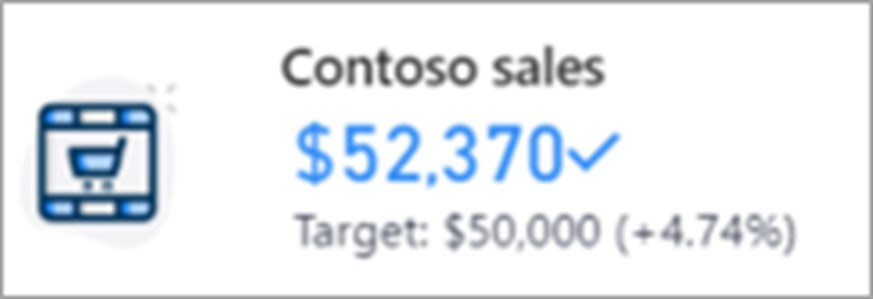 Contoso sales
$52,370✓
Target: $50,000 (+4.74%)